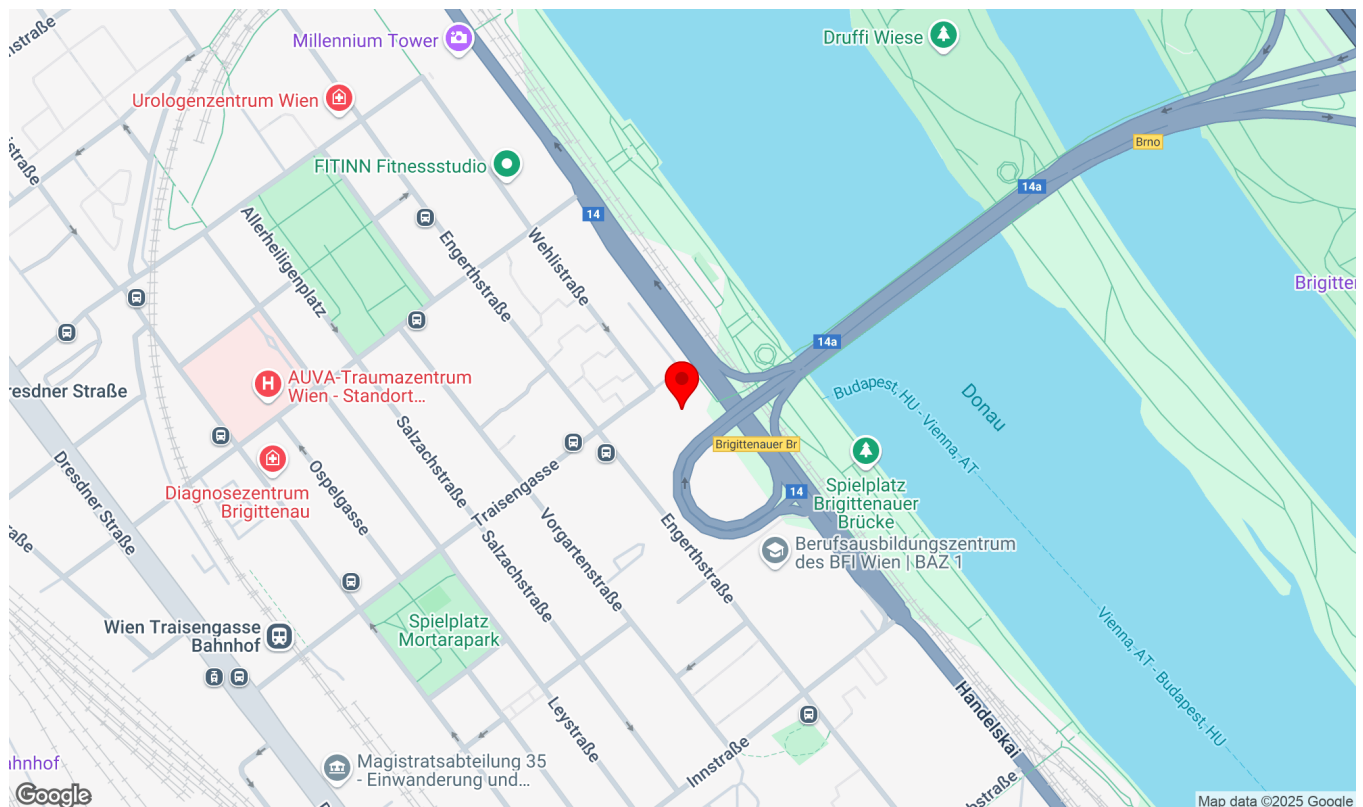 Millennium Tower
Druffi Wiese
Urologenzentrum Wien
Brno
FITINN Fitnessstudio
14a
14
Allerheiligenplatz
Engerthstraße
Wehlistraße
14a
Dresdner Straße
AUVA-Traumazentrum
Wien - Standort...
Budapest, HU - Vienna, AT
Donau
Brigittenauer Br
Salzachstraße
Traisengasse
Diagnosezentrum
Brigittenau
Ospelgasse
Dresdner Straße
14
Spielplatz
Brigittenauer
Brücke
Vorgartenstraße
Engerthstraße
Salzachstraße
Berufsausbildungszentrum
des BFI Wien | BAZ 1
Spielplatz
Mortarapark
Wien Traisengasse
Bahnhof
Vienna, AT - Budapest, HU
Handelskai
Leystraße
Innstraße
Magistratsabteilung 35
- Einwanderung und...
Google
Map data ©2025 Google